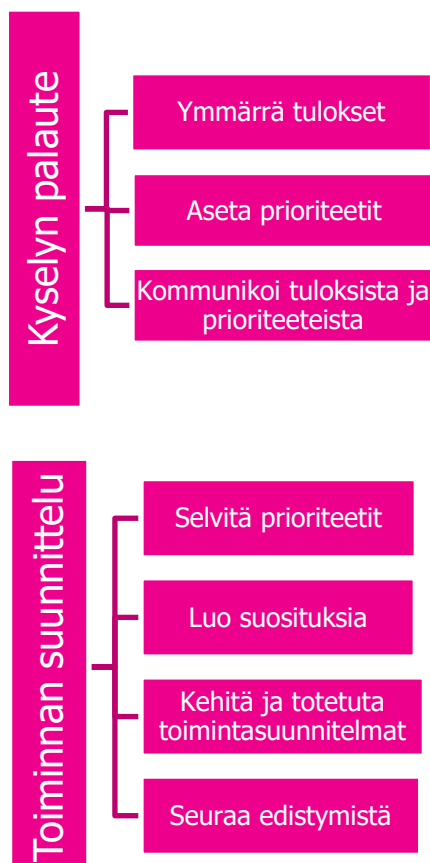 Kyselyn palaute
Ymmärrä tulokset
Aseta prioriteetit
Kommunikoi tuloksista ja
prioriteeteista
Toiminnan suunnittelu
Selvitä prioriteetit
Luo suosituksia
Kehitä ja totetuta
toimintasuunnitelmat
Seuraa edistymistä